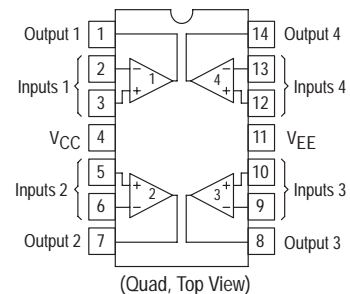 Output 1 1 14 Output 4
2 − − 13
Inputs 1 1 4 Inputs 4
3 + + 12
VCC 4 11 VEE
5 + + 10
Inputs 2 2 3 Inputs 3
6 − − 9
Output 2 7 8 Output 3
(Quad, Top View)